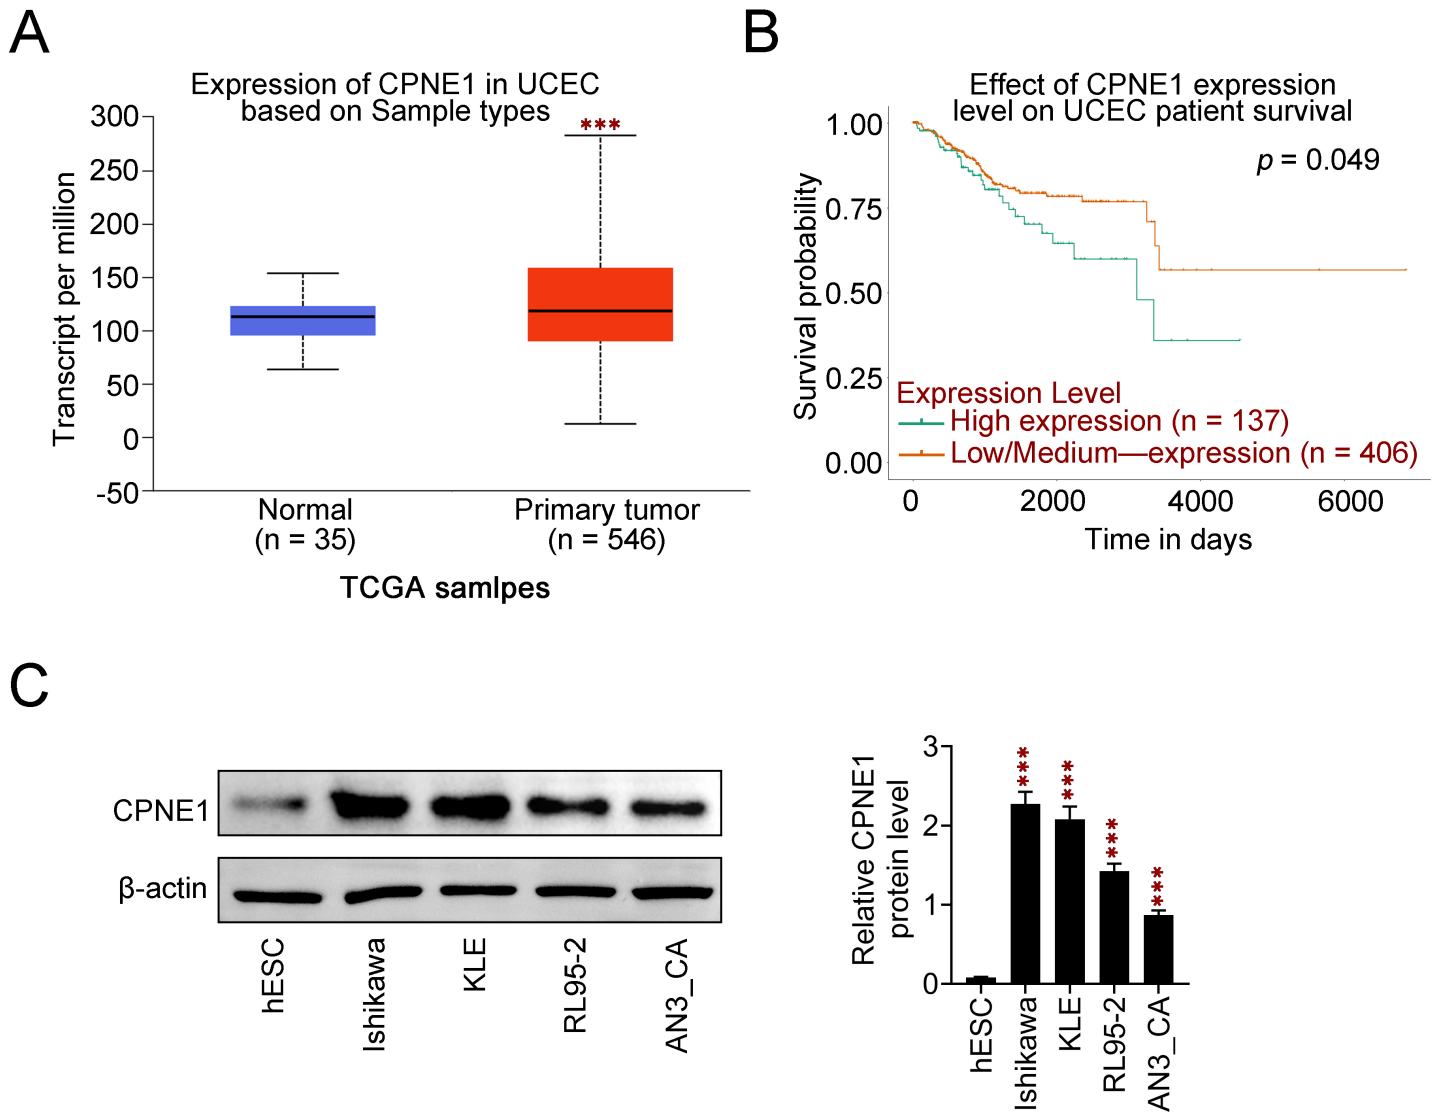 A
Expression of CPNE1 in UCEC
based on Sample types
***
Transcript per million
300
250
200
150
100
50
0
-50
Normal
(n = 35)
Primary tumor
(n = 546)
TCGA samlpes
B
Effect of CPNE1 expression
level on UCEC patient survival
p = 0.049
Survival probability
1.00
0.75
0.50
0.25
0.00
Expression Level
High expression (n = 137)
Low/Medium—expression (n = 406)
0
2000
4000
6000
Time in days
C
CPNE1
β-actin
hESC
Ishikawa
KLE
RL95-2
AN3_CA
Relative CPNE1
protein level
3
2
1
0
***
***
***
***
hESC
Ishikawa
KLE
RL95-2
AN3_CA